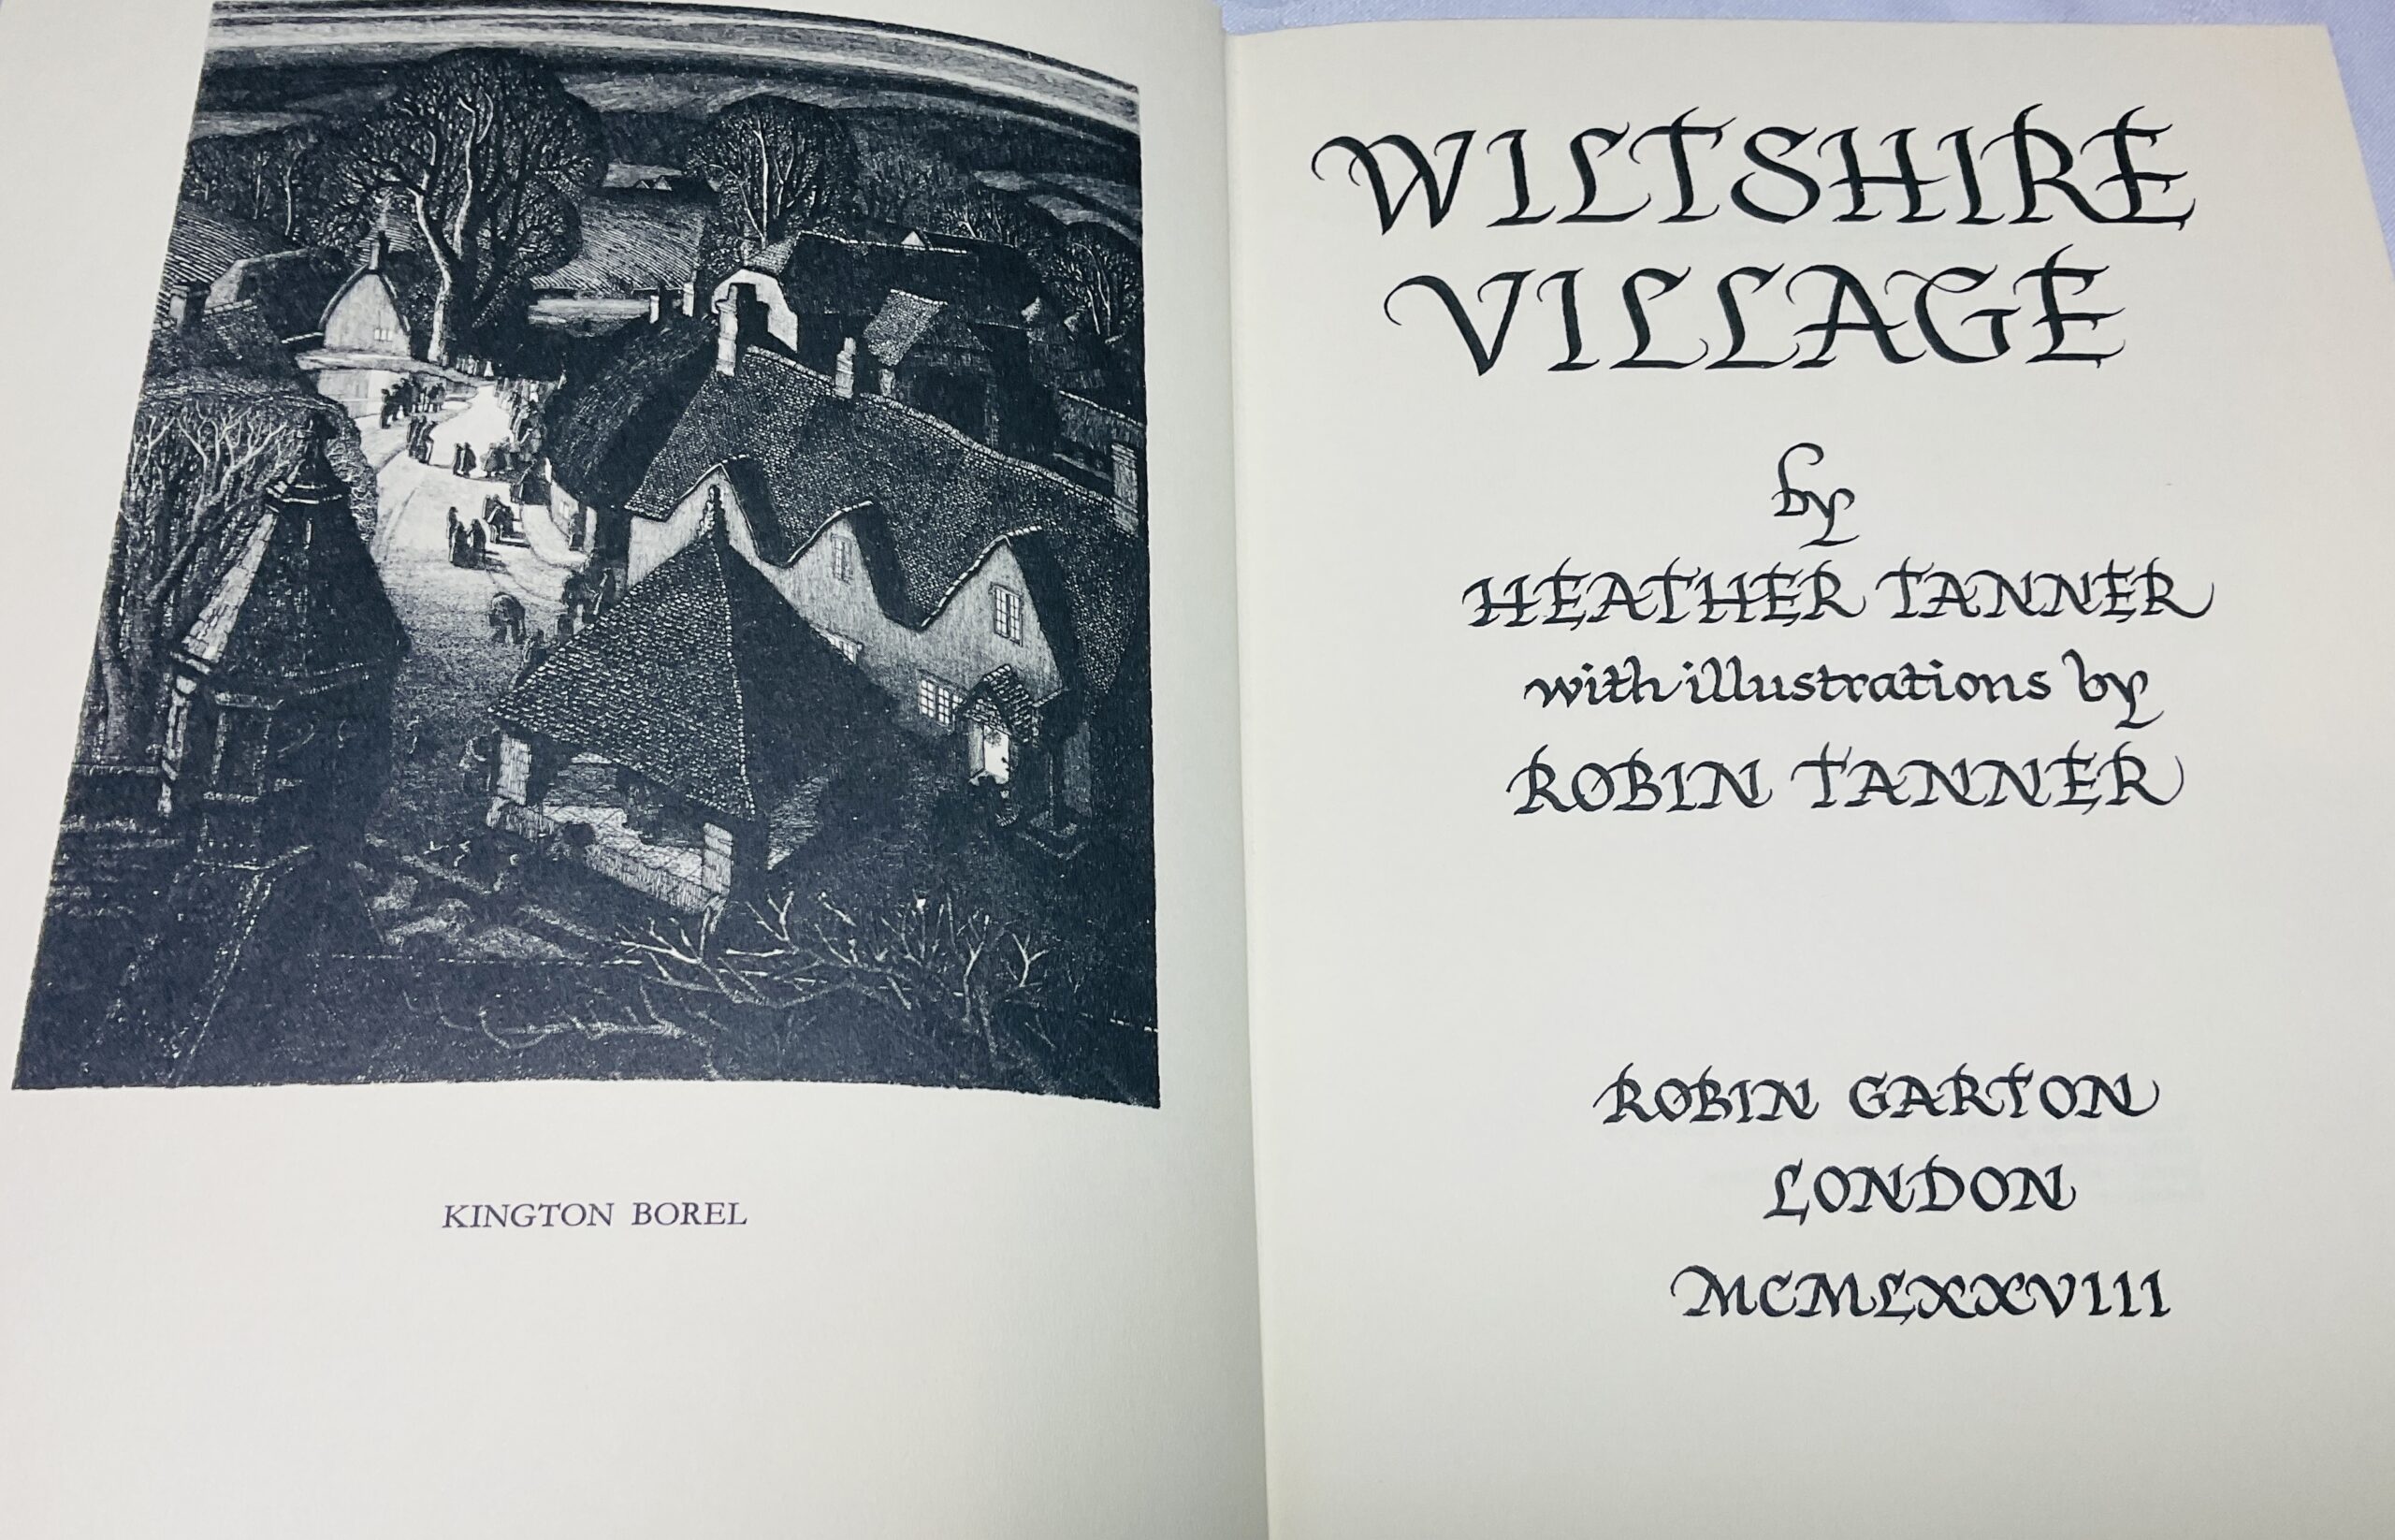 KINGTON BOREL
WILTSHIRE
VILLAGE
by
HEATHER TANNER
with illustrations by
ROBIN TANNER
ROBIN GARTON
LONDON
MCMLXXVIII